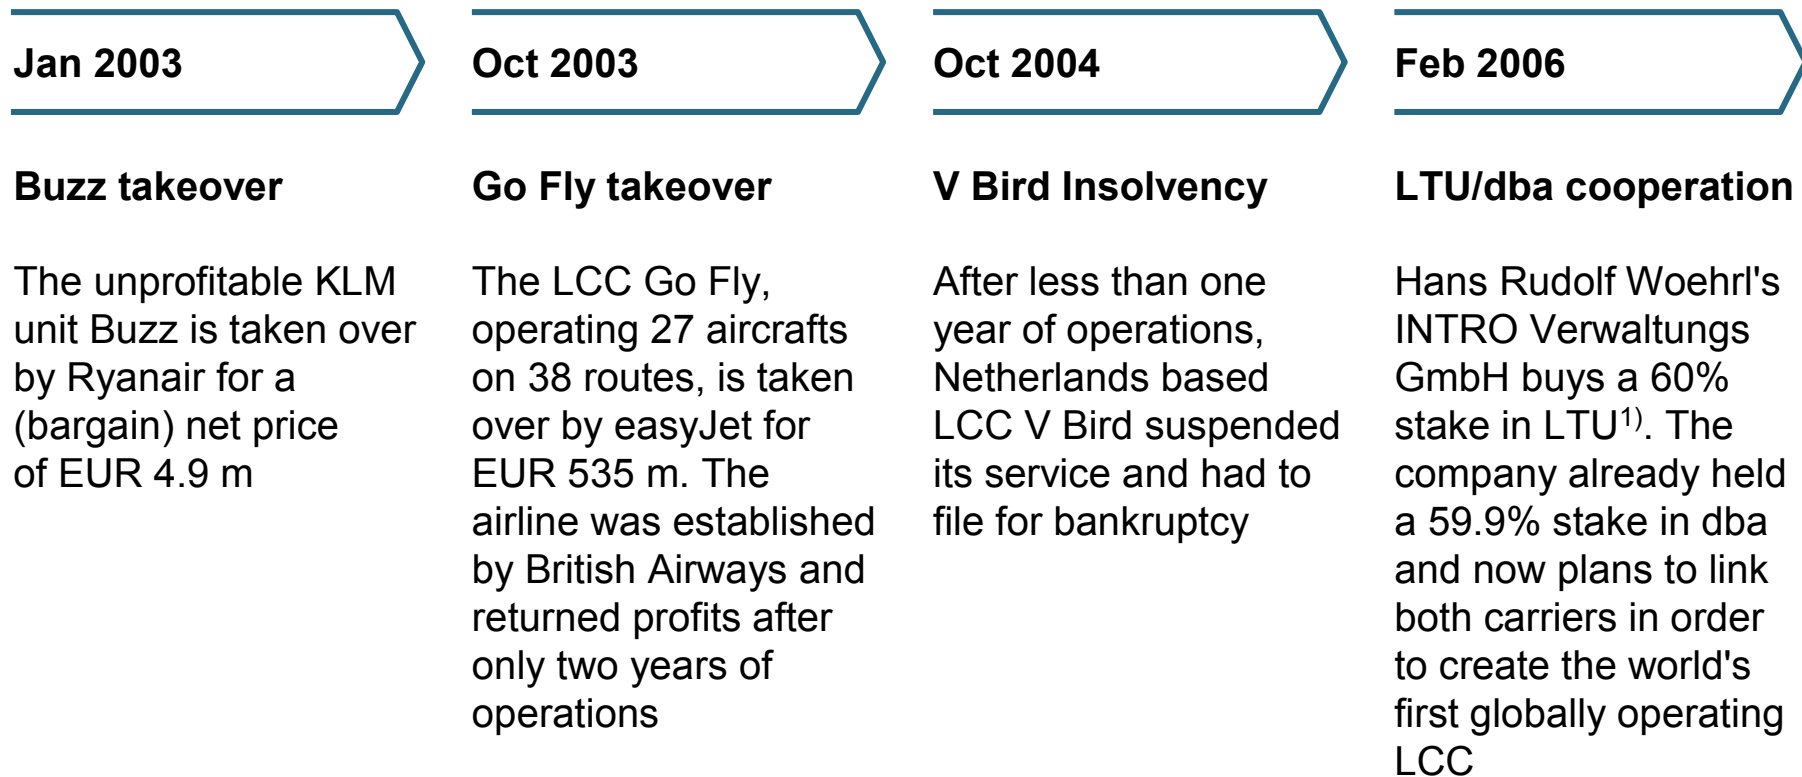 Jan 2003
Buzz takeover
The unprofitable KLM
unit Buzz is taken over
by Ryanair for a
(bargain) net price
of EUR 4.9 m
Oct 2003
Go Fly takeover
The LCC Go Fly,
operating 27 aircrafts
on 38 routes, is taken
over by easyJet for
EUR 535 m. The
airline was established
by British Airways and
returned profits after
only two years of
operations
Oct 2004
V Bird Insolvency
After less than one
year of operations,
Netherlands based
LCC V Bird suspended
its service and had to
file for bankruptcy
Feb 2006
LTU/dba cooperation
Hans Rudolf Woehrl's
INTRO Verwaltungs
GmbH buys a 60%
stake in LTU1). The
company already held
a 59.9% stake in dba
and now plans to link
both carriers in order
to create the world's
first globally operating
LCC